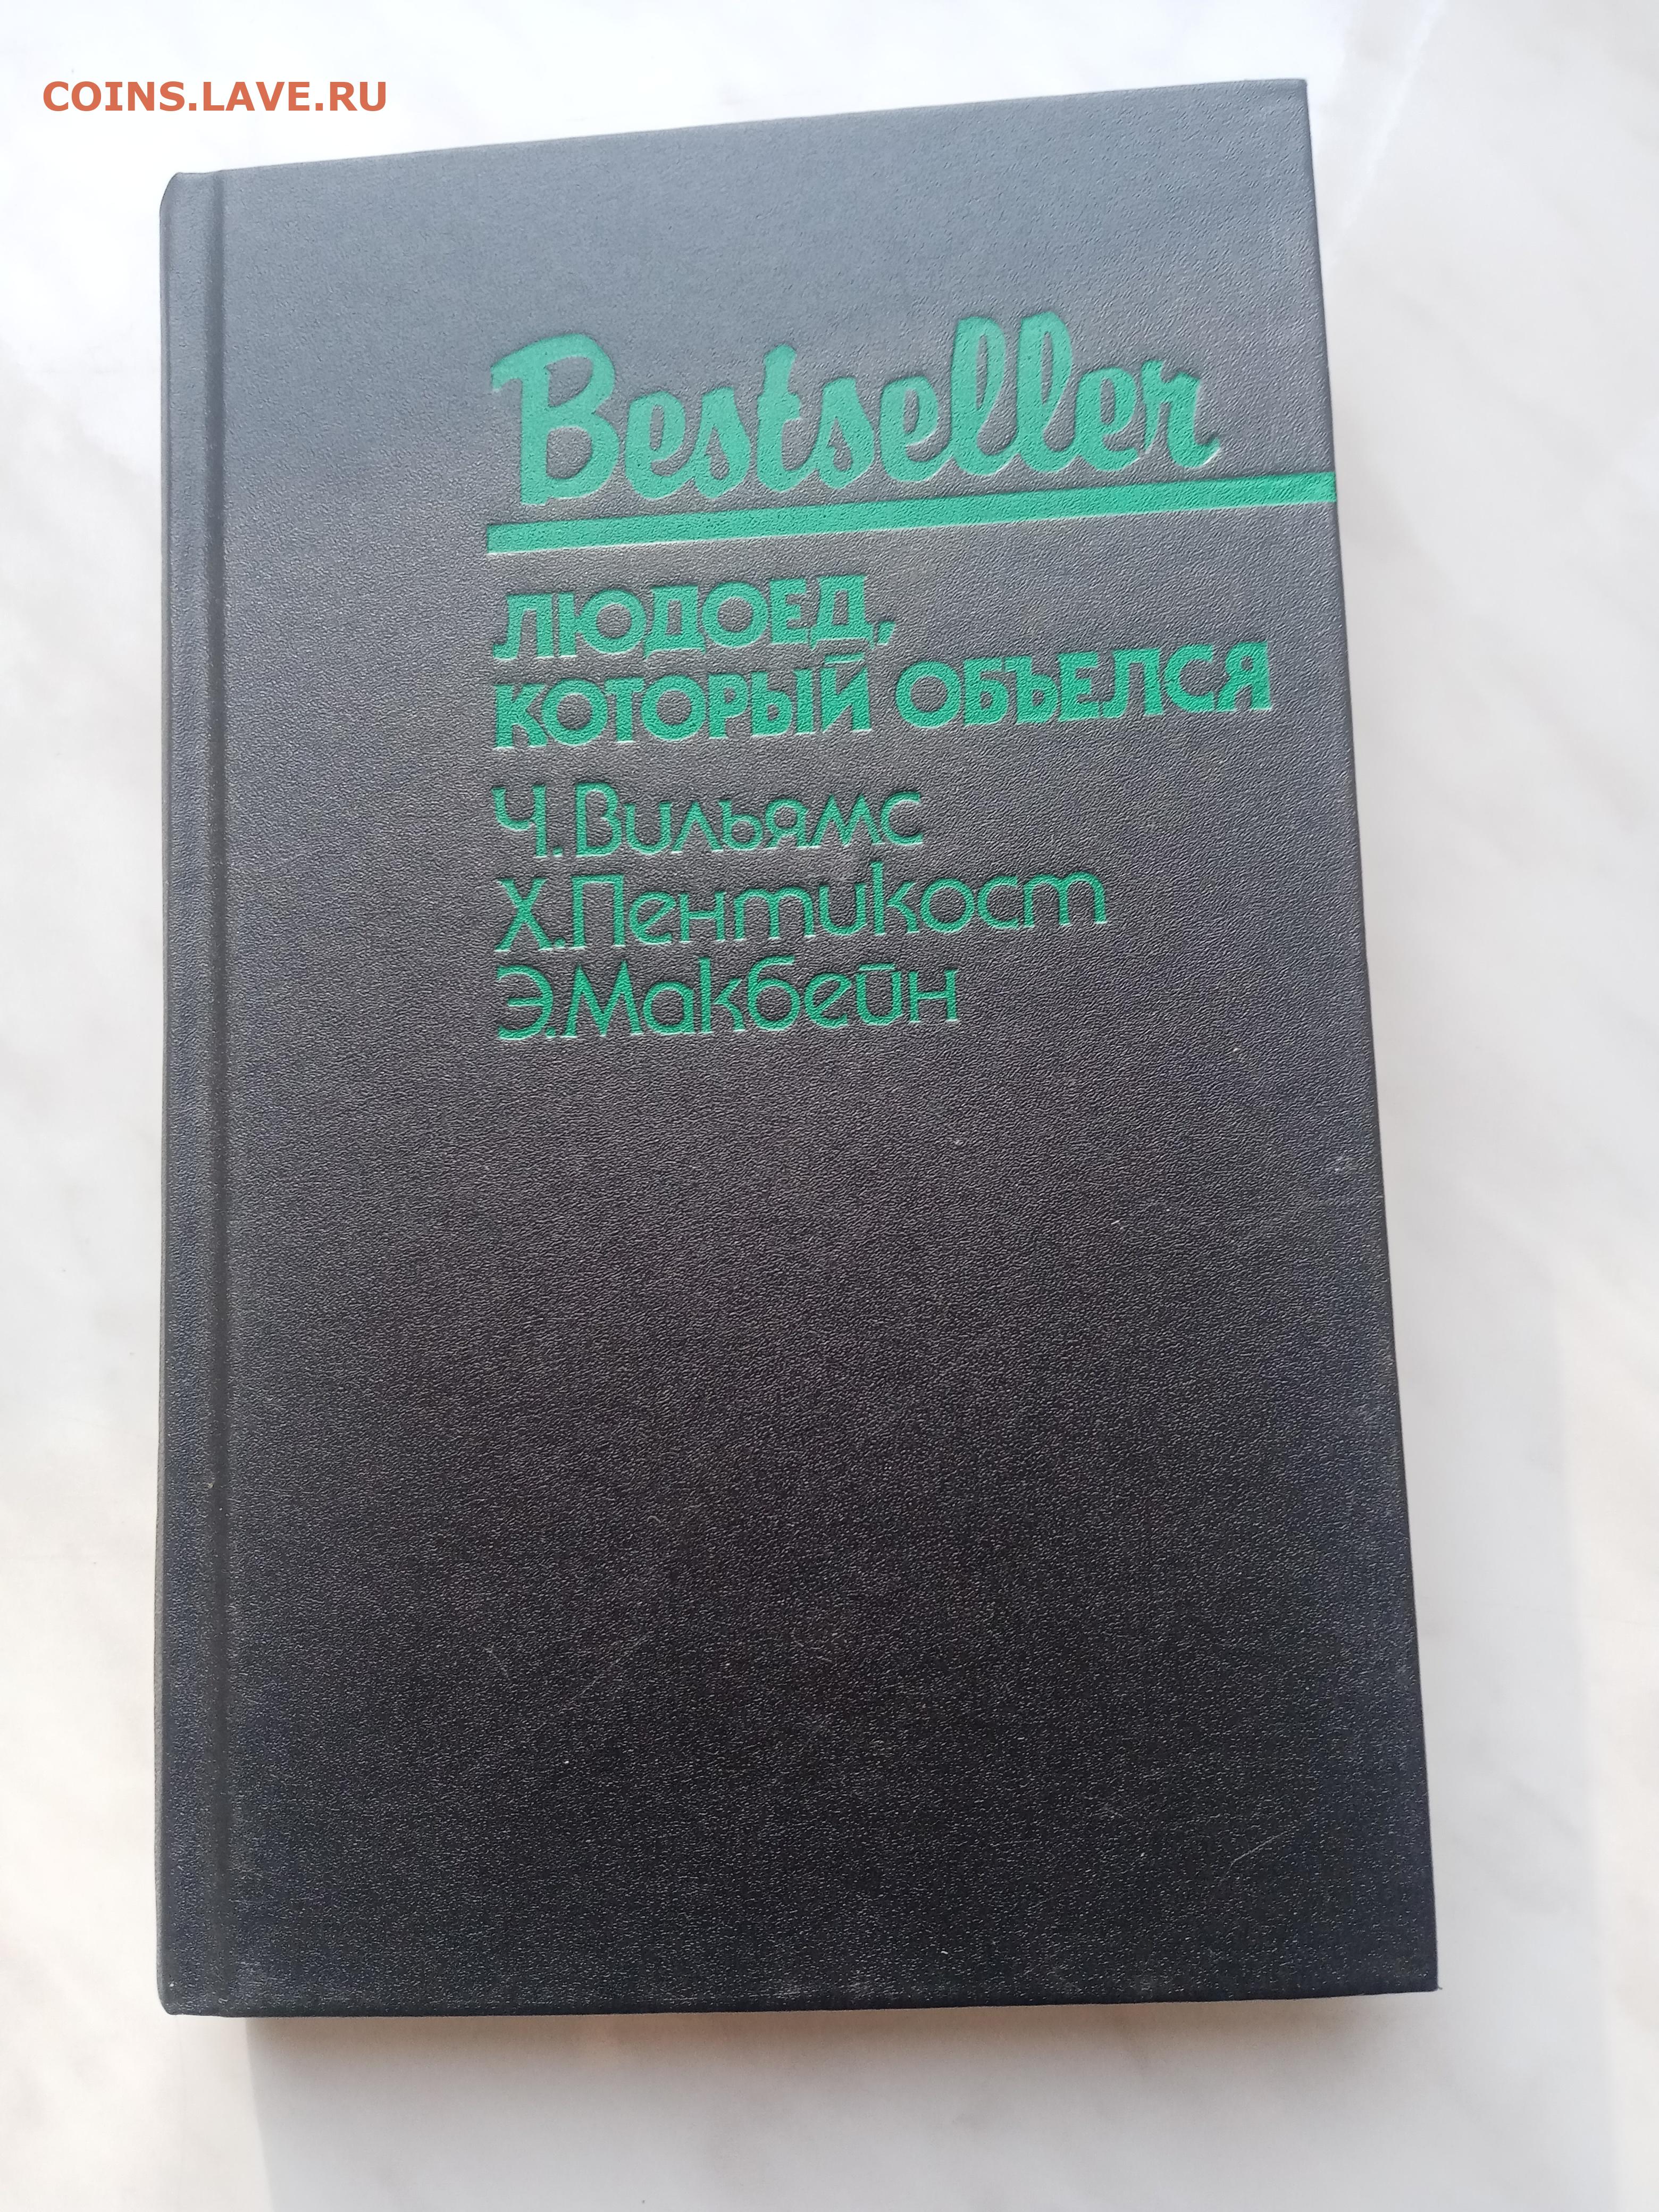 COINS.LAVE.RU
Bestseller
ЛЮДОЕД,
КОТОРЫЙ ОБЪЕЛСЯ
Ч.Вильямс
Х.Пентикост
Э.Макбейн